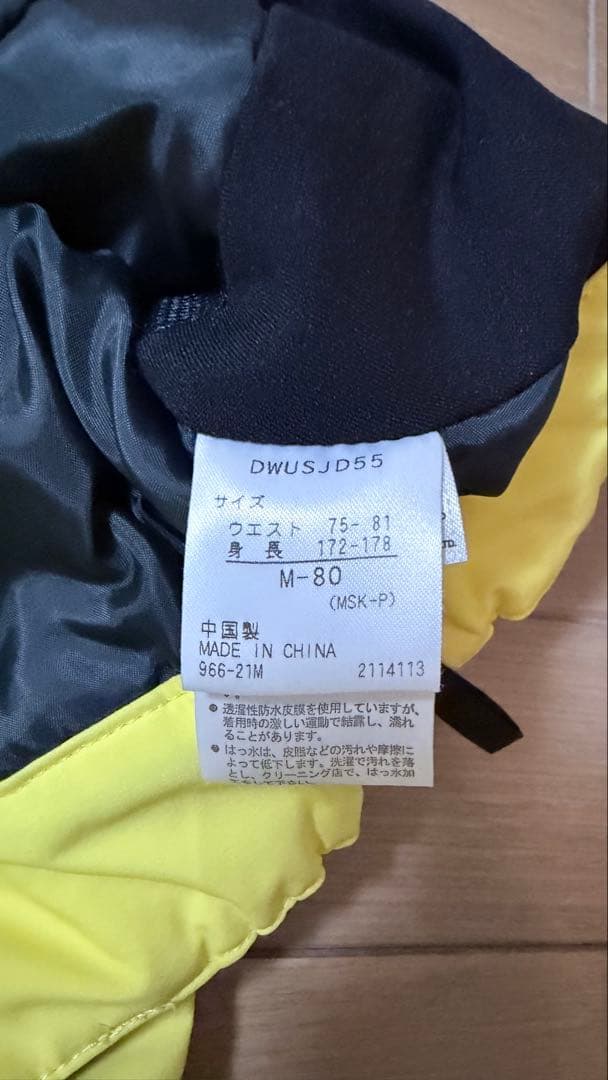 DWUSJD55
サイズ
ウエスト 75- 81
身 長 172-178
M-80
(MSK-P)
中国製
MADE IN CHINA
966-21M 2114113
す。
● 透湿性防水皮膜を使用していますが、
着用時の激しい運動で結露し、濡れ
ることがあります。
● はっ水は、皮脂などの汚れや摩擦に
よって低下します。洗濯で汚れを落
とし、クリーニング店で、はっ水加